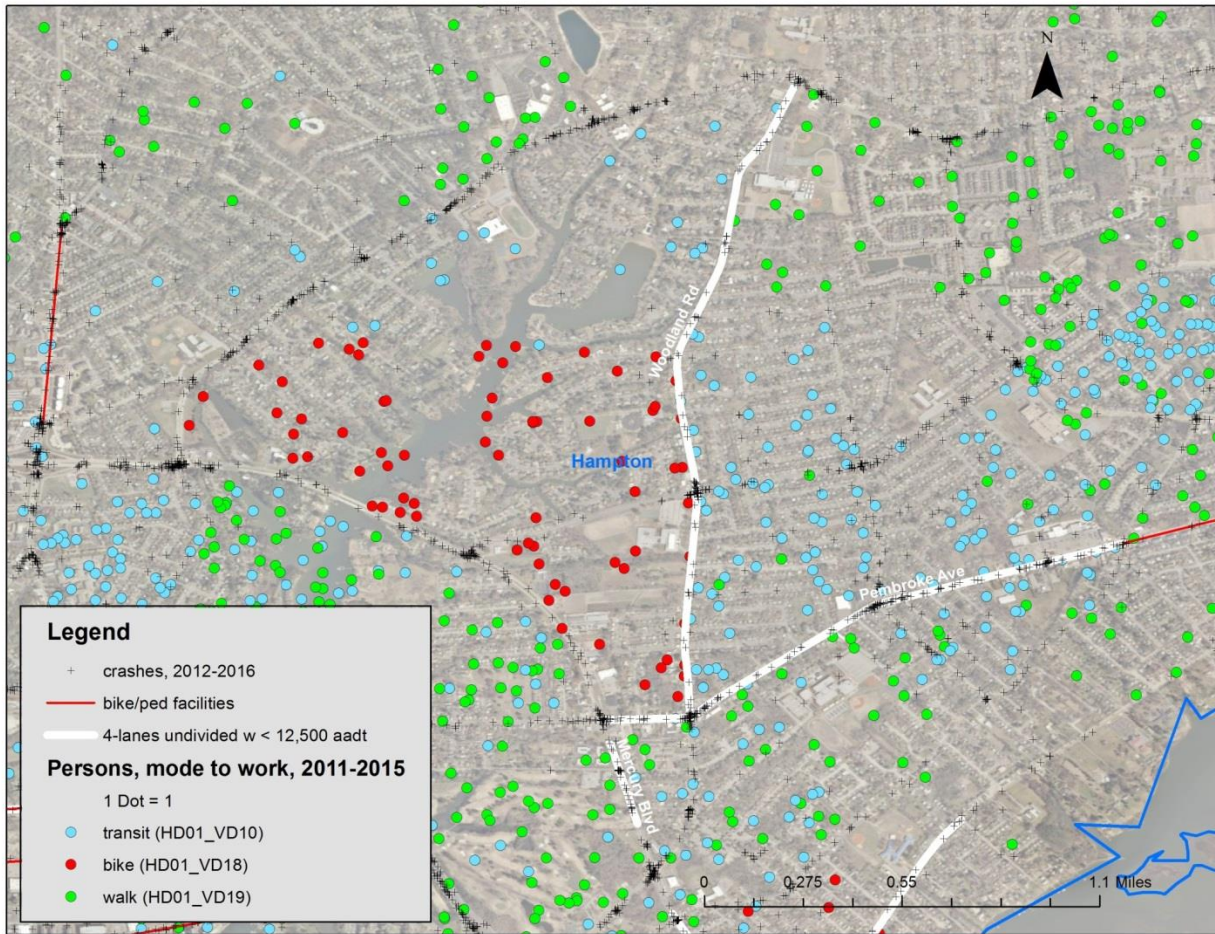 N
Woodland Rd
Hampton
Pembroke Ave
Mercury Blvd
Legend
crashes, 2012-2016
bike/ped facilities
4-lanes undivided w < 12,500 aadt
Persons, mode to work, 2011-2015
1 Dot = 1
transit (HD01_VD10)
bike (HD01_VD18)
walk (HD01_VD19)
0 0.275 0.55 1.1 Miles